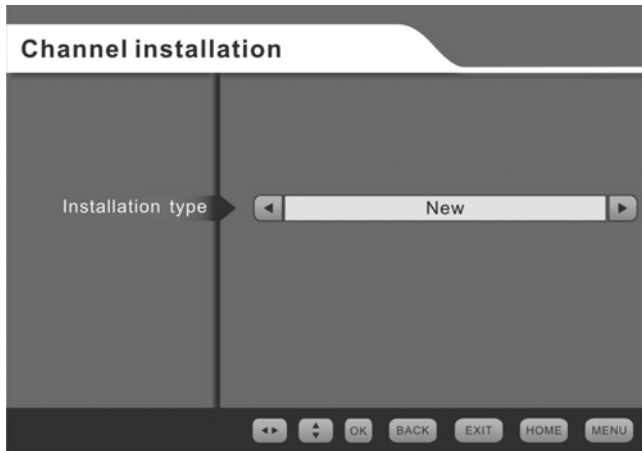 Channel installation
Installation type
New
OK BACK EXIT HOME MENU